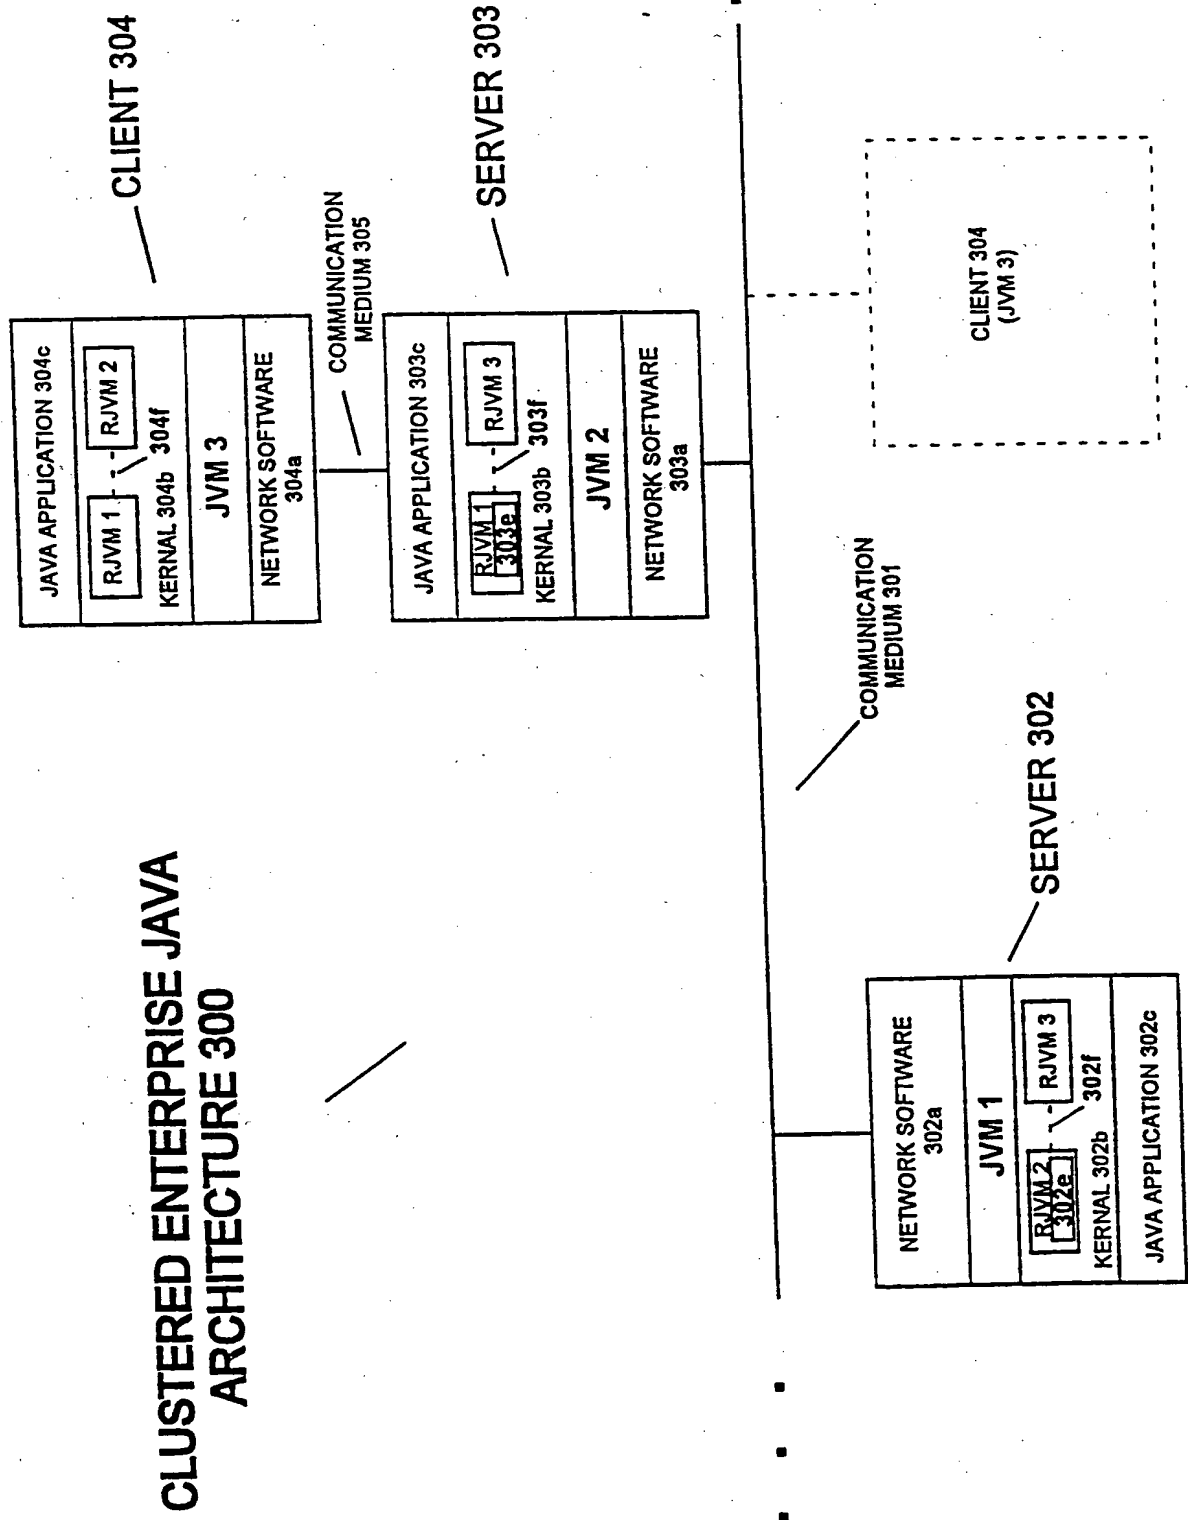 CLUSTERED ENTERPRISE JAVA
ARCHITECTURE 300
JAVA APPLICATION 304c
RJVM 1
RJVM 2
304f
KERNAL 304b
JVM 3
NETWORK SOFTWARE
304a
CLIENT 304
COMMUNICATION
MEDIUM 305
JAVA APPLICATION 303c
RJVM 1
303e
RJVM 3
303f
KERNAL 303b
JVM 2
NETWORK SOFTWARE
303a
SERVER 303
COMMUNICATION
MEDIUM 301
NETWORK SOFTWARE
302a
JVM 1
RJVM 2
302e
RJVM 3
302f
KERNAL 302b
JAVA APPLICATION 302c
SERVER 302
CLIENT 304
(JVM 3)